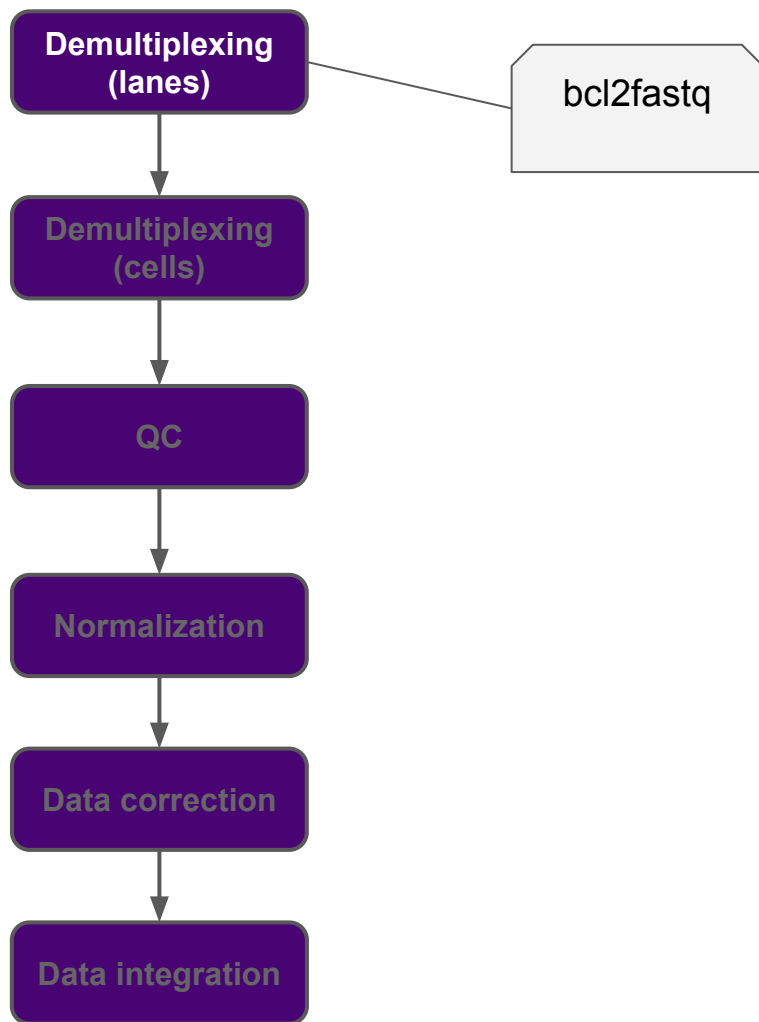 Demultiplexing
(lanes)
bcl2fastq
Demultiplexing
(cells)
QC
Normalization
Data correction
Data integration